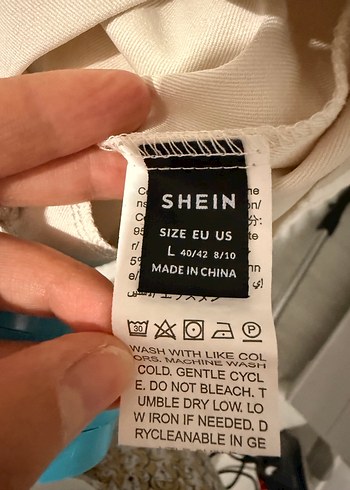 SHEIN
SIZE EU US
L 40/42 8/10
MADE IN CHINA
30
P
WASH WITH LIKE COL
ORS. MACHINE WASH
COLD. GENTLE CYCL
E. DO NOT BLEACH. T
UMBLE DRY LOW. LO
W IRON IF NEEDED. D
RYCLEANABLE IN GE